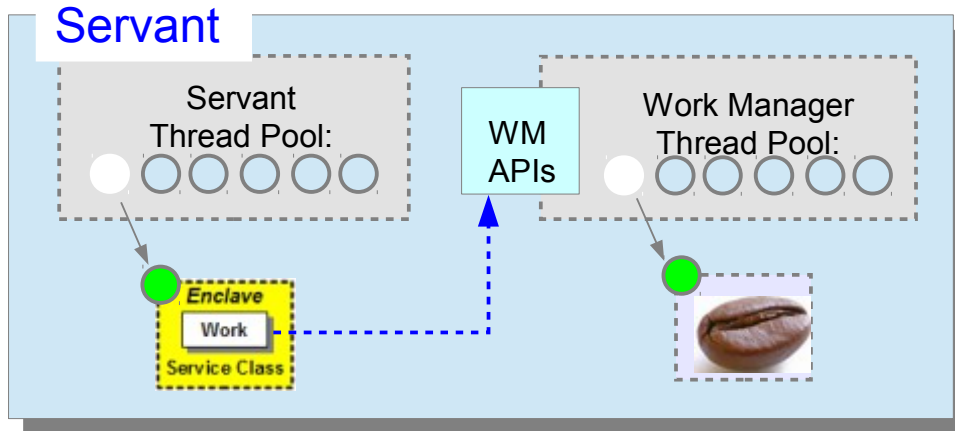 Servant
Servant
Thread Pool:
WM
APIs
Work Manager
Thread Pool:
Enclave
Work
Service Class